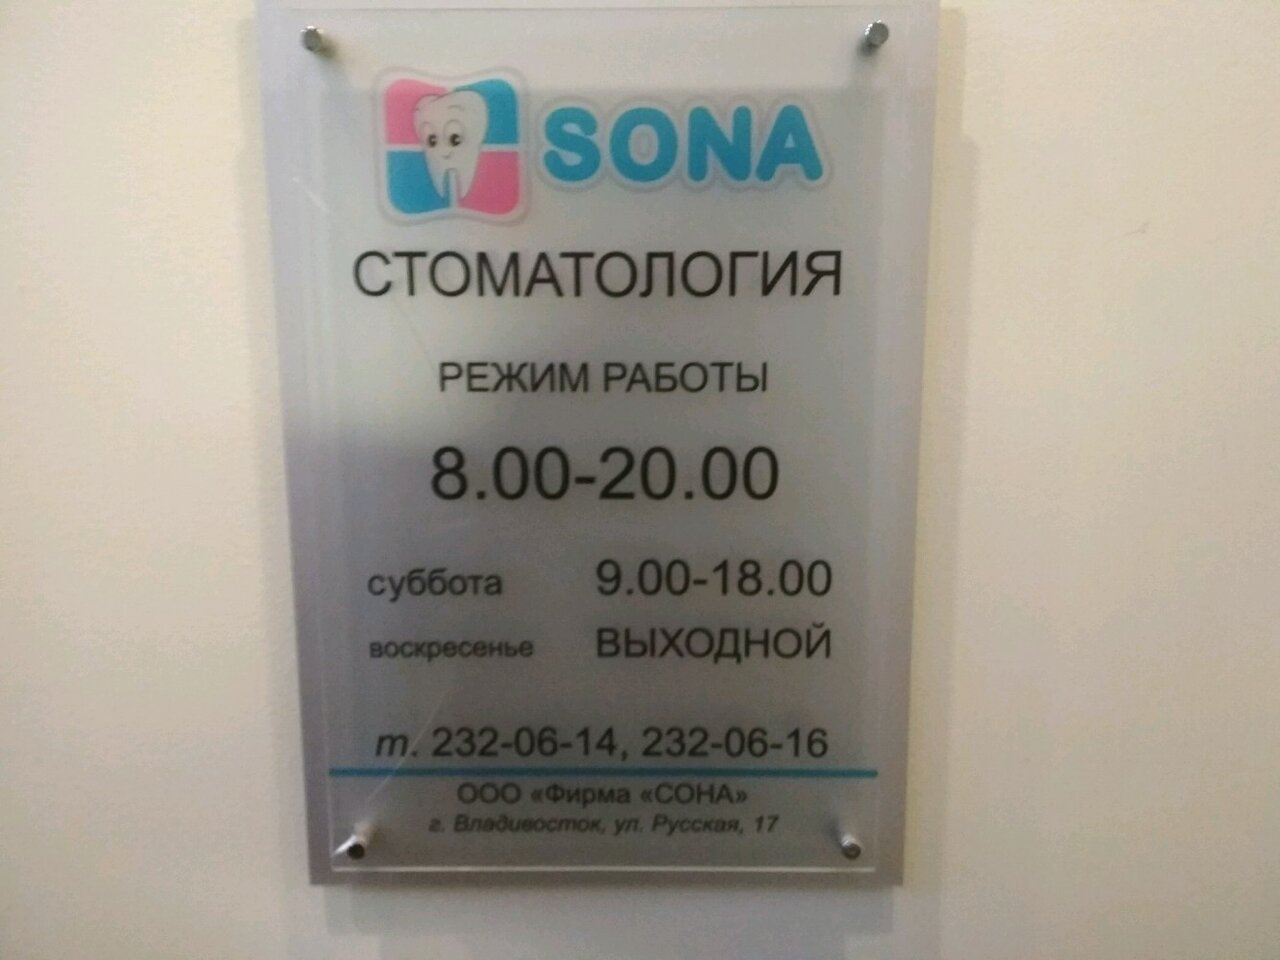 SONA
СТОМАТОЛОГИЯ
РЕЖИМ РАБОТЫ
8.00-20.00
суббота 9.00-18.00
воскресенье ВЫХОДНОЙ
т. 232-06-14, 232-06-16
ООО «Фирма «СОНА»
г. Владивосток, ул. Русская, 17